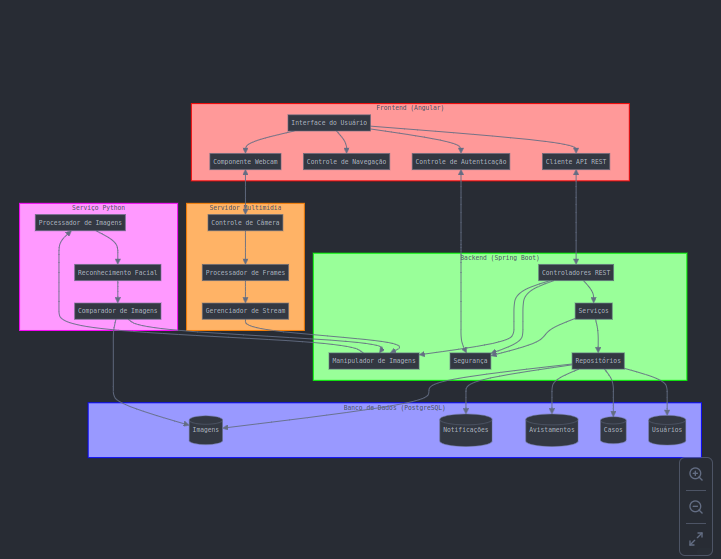 Frontend (Angular)
Interface do Usuário
Componente Webcam
Controle de Navegação
Controle de Autenticação
Cliente API REST
Serviço Python
Servidor Multimídia
Processador de Imagens
Controle de Câmera
Backend (Spring Boot)
Reconhecimento Facial
Processador de Frames
Controladores REST
Comparador de Imagens
Gerenciador de Stream
Serviços
Manipulador de Imagens
Segurança
Repositórios
Banco de Dados (PostgreSQL)
Imagens
Notificações
Avistamentos
Casos
Usuários